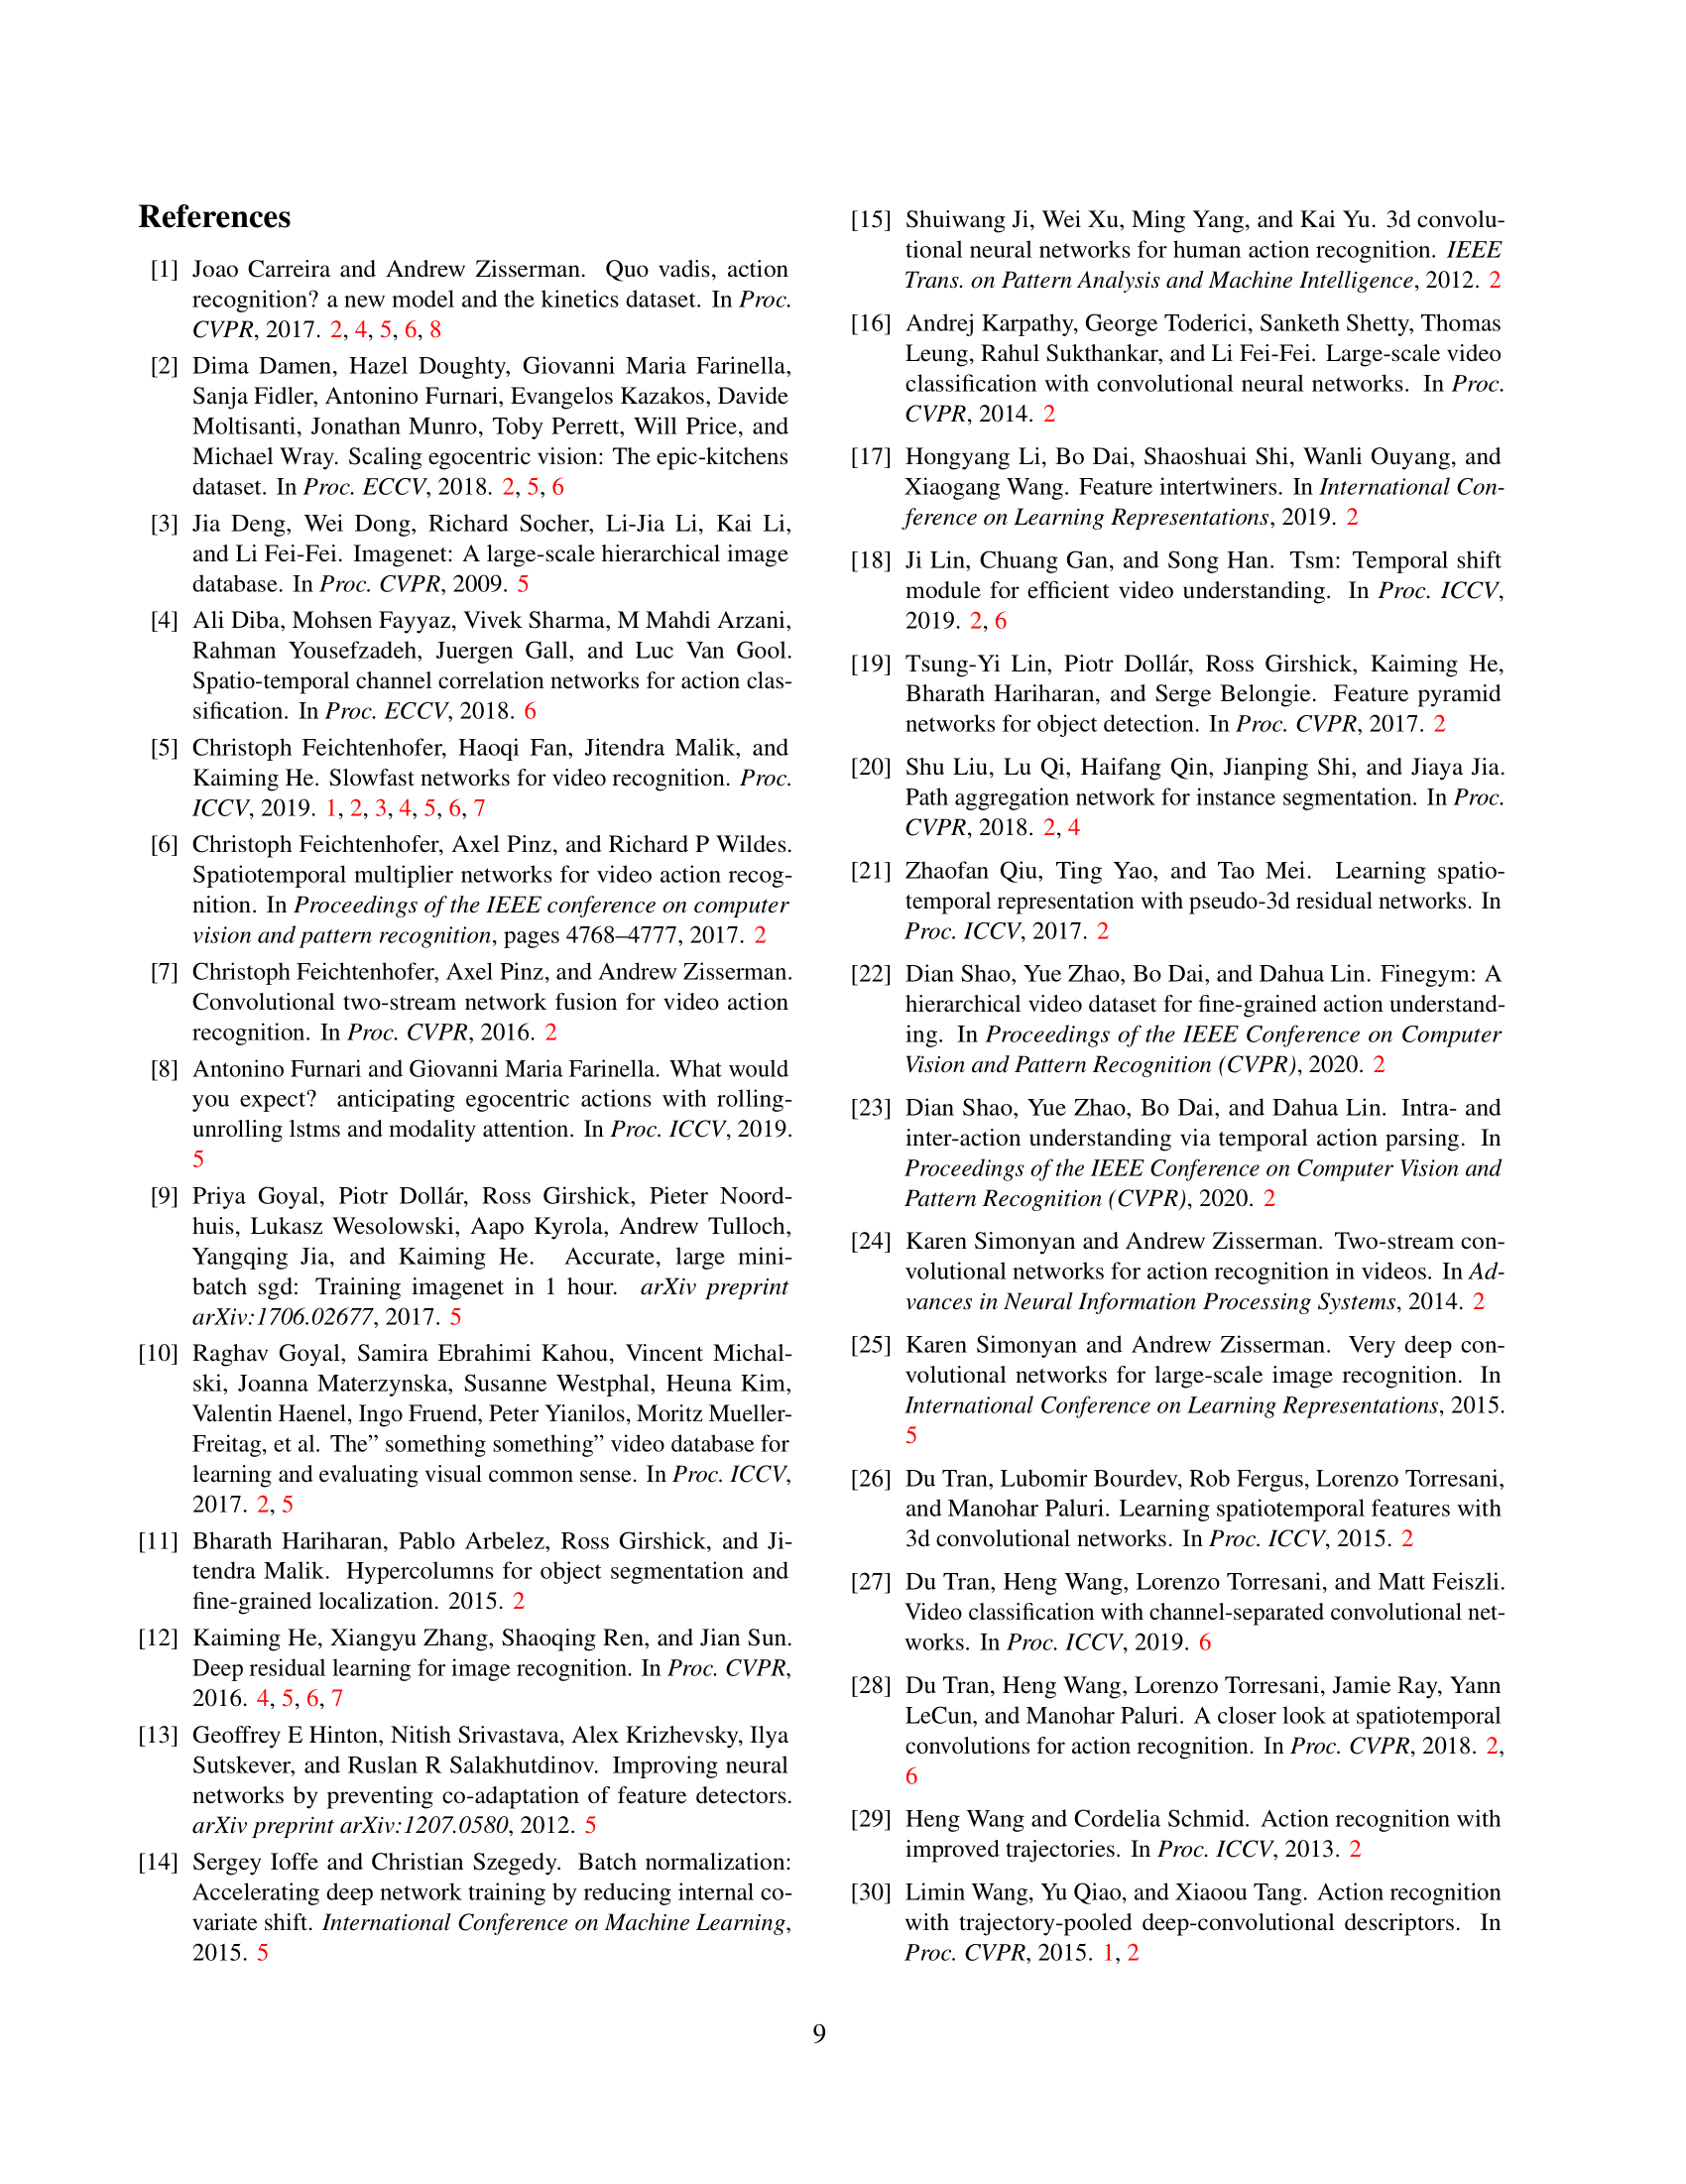 References
[1] Joao Carreira and Andrew Zisserman. Quo vadis, action
recognition? a new model and the kinetics dataset. In Proc.
CVPR, 2017. 2, 4, 5, 6, 8
[2] Dima Damen, Hazel Doughty, Giovanni Maria Farinella,
Sanja Fidler, Antonino Furnari, Evangelos Kazakos, Davide
Moltisanti, Jonathan Munro, Toby Perrett, Will Price, and
Michael Wray. Scaling egocentric vision: The epic-kitchens
dataset. In Proc. ECCV, 2018. 2, 5, 6
[3] Jia Deng, Wei Dong, Richard Socher, Li-Jia Li, Kai Li,
and Li Fei-Fei. Imagenet: A large-scale hierarchical image
database. In Proc. CVPR, 2009. 5
[4] Ali Diba, Mohsen Fayyaz, Vivek Sharma, M Mahdi Arzani,
Rahman Yousefzadeh, Juergen Gall, and Luc Van Gool.
Spatio-temporal channel correlation networks for action clas-
sification. In Proc. ECCV, 2018. 6
[5] Christoph Feichtenhofer, Haoqi Fan, Jitendra Malik, and
Kaiming He. Slowfast networks for video recognition. Proc.
ICCV, 2019. 1, 2, 3, 4, 5, 6, 7
[6] Christoph Feichtenhofer, Axel Pinz, and Richard P Wildes.
Spatiotemporal multiplier networks for video action recog-
nition. In Proceedings of the IEEE conference on computer
vision and pattern recognition, pages 4768–4777, 2017. 2
[7] Christoph Feichtenhofer, Axel Pinz, and Andrew Zisserman.
Convolutional two-stream network fusion for video action
recognition. In Proc. CVPR, 2016. 2
[8] Antonino Furnari and Giovanni Maria Farinella. What would
you expect? anticipating egocentric actions with rolling-
unrolling lstms and modality attention. In Proc. ICCV, 2019.
5
[9] Priya Goyal, Piotr Dollár, Ross Girshick, Pieter Noord-
huis, Lukasz Wesolowski, Aapo Kyrola, Andrew Tulloch,
Yangqing Jia, and Kaiming He. Accurate, large mini-
batch sgd: Training imagenet in 1 hour. arXiv preprint
arXiv:1706.02677, 2017. 5
[10] Raghav Goyal, Samira Ebrahimi Kahou, Vincent Michal-
ski, Joanna Materzynska, Susanne Westphal, Heuna Kim,
Valentin Haenel, Ingo Fruend, Peter Yianilos, Moritz Mueller-
Freitag, et al. The” something something” video database for
learning and evaluating visual common sense. In Proc. ICCV,
2017. 2, 5
[11] Bharath Hariharan, Pablo Arbelez, Ross Girshick, and Ji-
tendra Malik. Hypercolumns for object segmentation and
fine-grained localization. 2015. 2
[12] Kaiming He, Xiangyu Zhang, Shaoqing Ren, and Jian Sun.
Deep residual learning for image recognition. In Proc. CVPR,
2016. 4, 5, 6, 7
[13] Geoffrey E Hinton, Nitish Srivastava, Alex Krizhevsky, Ilya
Sutskever, and Ruslan R Salakhutdinov. Improving neural
networks by preventing co-adaptation of feature detectors.
arXiv preprint arXiv:1207.0580, 2012. 5
[14] Sergey Ioffe and Christian Szegedy. Batch normalization:
Accelerating deep network training by reducing internal co-
variate shift. International Conference on Machine Learning,
2015. 5
[15] Shuiwang Ji, Wei Xu, Ming Yang, and Kai Yu. 3d convolu-
tional neural networks for human action recognition. IEEE
Trans. on Pattern Analysis and Machine Intelligence, 2012. 2
[16] Andrej Karpathy, George Toderici, Sanketh Shetty, Thomas
Leung, Rahul Sukthankar, and Li Fei-Fei. Large-scale video
classification with convolutional neural networks. In Proc.
CVPR, 2014. 2
[17] Hongyang Li, Bo Dai, Shaoshuai Shi, Wanli Ouyang, and
Xiaogang Wang. Feature intertwiners. In International Con-
ference on Learning Representations, 2019. 2
[18] Ji Lin, Chuang Gan, and Song Han. Tsm: Temporal shift
module for efficient video understanding. In Proc. ICCV,
2019. 2, 6
[19] Tsung-Yi Lin, Piotr Dollár, Ross Girshick, Kaiming He,
Bharath Hariharan, and Serge Belongie. Feature pyramid
networks for object detection. In Proc. CVPR, 2017. 2
[20] Shu Liu, Lu Qi, Haifang Qin, Jianping Shi, and Jiaya Jia.
Path aggregation network for instance segmentation. In Proc.
CVPR, 2018. 2, 4
[21] Zhaofan Qiu, Ting Yao, and Tao Mei. Learning spatio-
temporal representation with pseudo-3d residual networks. In
Proc. ICCV, 2017. 2
[22] Dian Shao, Yue Zhao, Bo Dai, and Dahua Lin. Finegym: A
hierarchical video dataset for fine-grained action understand-
ing. In Proceedings of the IEEE Conference on Computer
Vision and Pattern Recognition (CVPR), 2020. 2
[23] Dian Shao, Yue Zhao, Bo Dai, and Dahua Lin. Intra- and
inter-action understanding via temporal action parsing. In
Proceedings of the IEEE Conference on Computer Vision and
Pattern Recognition (CVPR), 2020. 2
[24] Karen Simonyan and Andrew Zisserman. Two-stream con-
volutional networks for action recognition in videos. In Ad-
vances in Neural Information Processing Systems, 2014. 2
[25] Karen Simonyan and Andrew Zisserman. Very deep con-
volutional networks for large-scale image recognition. In
International Conference on Learning Representations, 2015.
5
[26] Du Tran, Lubomir Bourdev, Rob Fergus, Lorenzo Torresani,
and Manohar Paluri. Learning spatiotemporal features with
3d convolutional networks. In Proc. ICCV, 2015. 2
[27] Du Tran, Heng Wang, Lorenzo Torresani, and Matt Feiszli.
Video classification with channel-separated convolutional net-
works. In Proc. ICCV, 2019. 6
[28] Du Tran, Heng Wang, Lorenzo Torresani, Jamie Ray, Yann
LeCun, and Manohar Paluri. A closer look at spatiotemporal
convolutions for action recognition. In Proc. CVPR, 2018. 2,
6
[29] Heng Wang and Cordelia Schmid. Action recognition with
improved trajectories. In Proc. ICCV, 2013. 2
[30] Limin Wang, Yu Qiao, and Xiaoou Tang. Action recognition
with trajectory-pooled deep-convolutional descriptors. In
Proc. CVPR, 2015. 1, 2
9